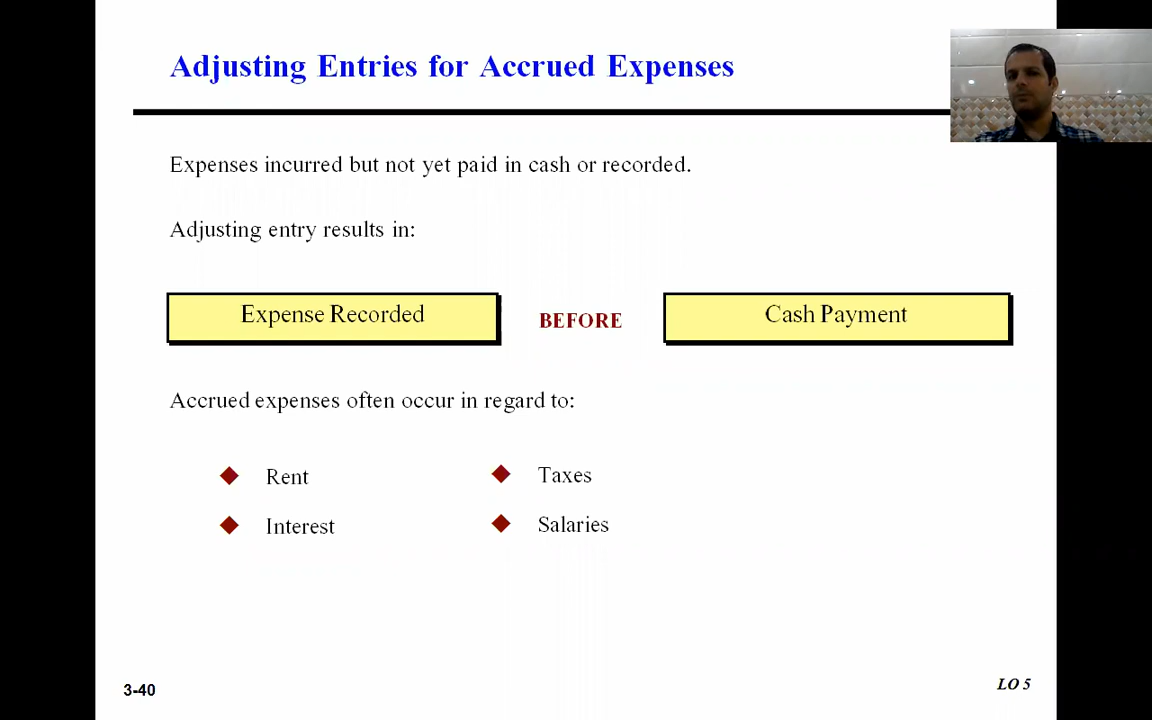 Adjusting Entries for Accrued Expenses
Expenses incurred but not yet paid in cash or recorded.
Adjusting entry results in:
Expense Recorded BEFORE Cash Payment
Accrued expenses often occur in regard to:
Rent Taxes
Interest Salaries
3-40 LO 5